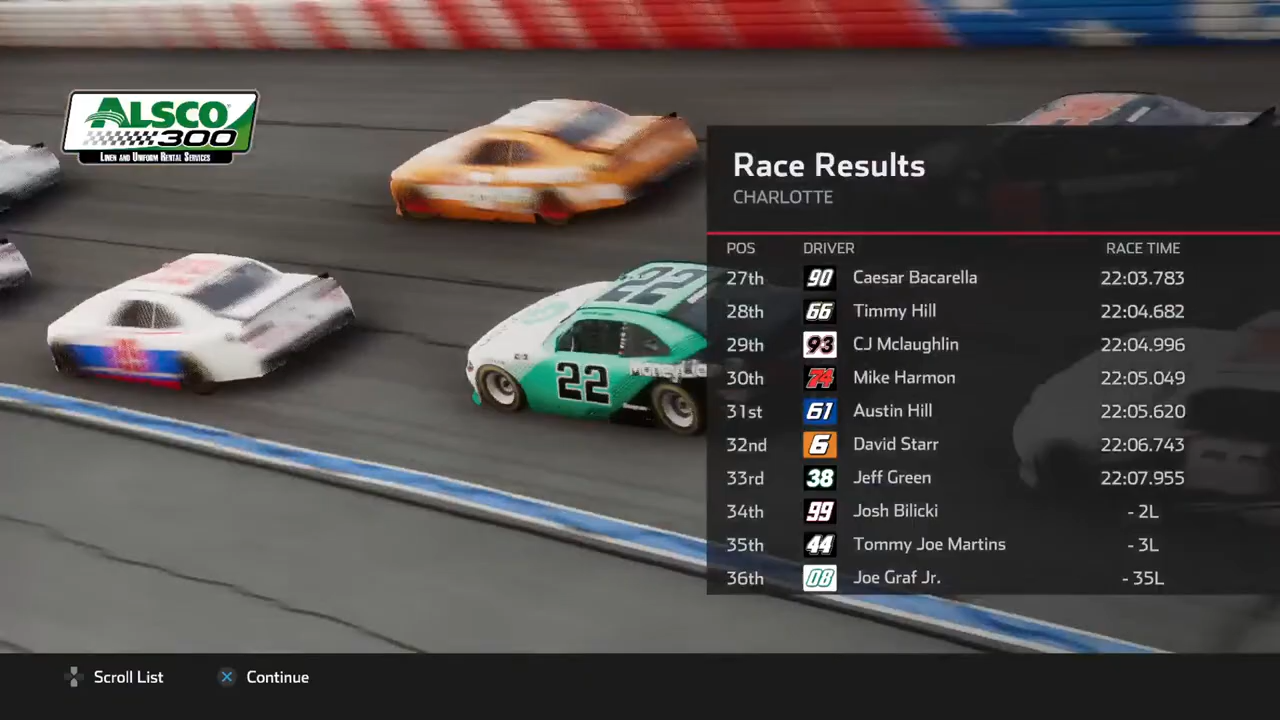 ALSCO
300
LINEN AND UNIFORM RENTAL SERVICES
Race Results
CHARLOTTE
POS DRIVER RACE TIME
27th 90 Caesar Bacarella 22:03.783
28th 66 Timmy Hill 22:04.682
29th 93 CJ Mclaughlin 22:04.996
30th 74 Mike Harmon 22:05.049
31st 61 Austin Hill 22:05.620
32nd 6 David Starr 22:06.743
33rd 38 Jeff Green 22:07.955
34th 99 Josh Bilicki - 2L
35th 44 Tommy Joe Martins - 3L
36th 08 Joe Graf Jr. - 35L
22
22
MoneyLi
Scroll List Continue